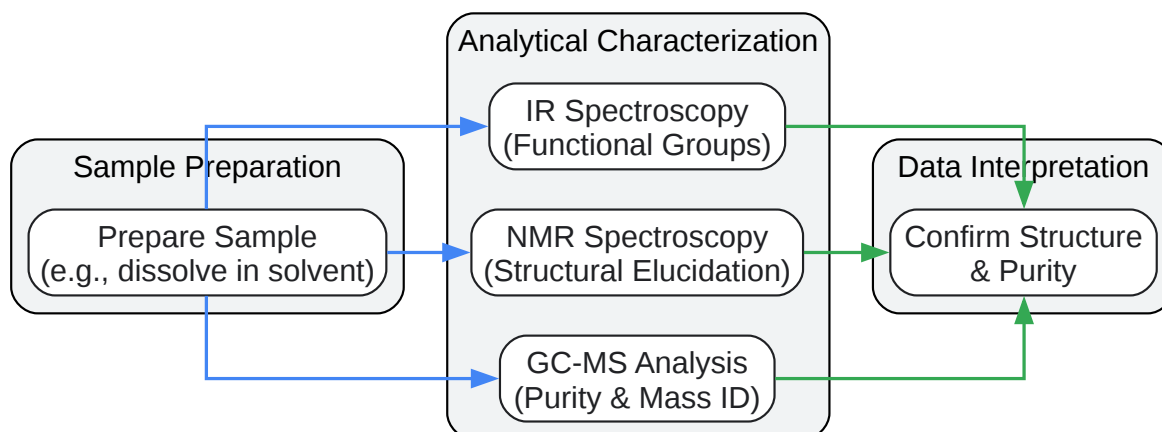 Analytical Characterization
IR Spectroscopy
(Functional Groups)
Sample Preparation
Prepare Sample
(e.g., dissolve in solvent)
NMR Spectroscopy
(Structural Elucidation)
GC-MS Analysis
(Purity & Mass ID)
Data Interpretation
Confirm Structure
& Purity